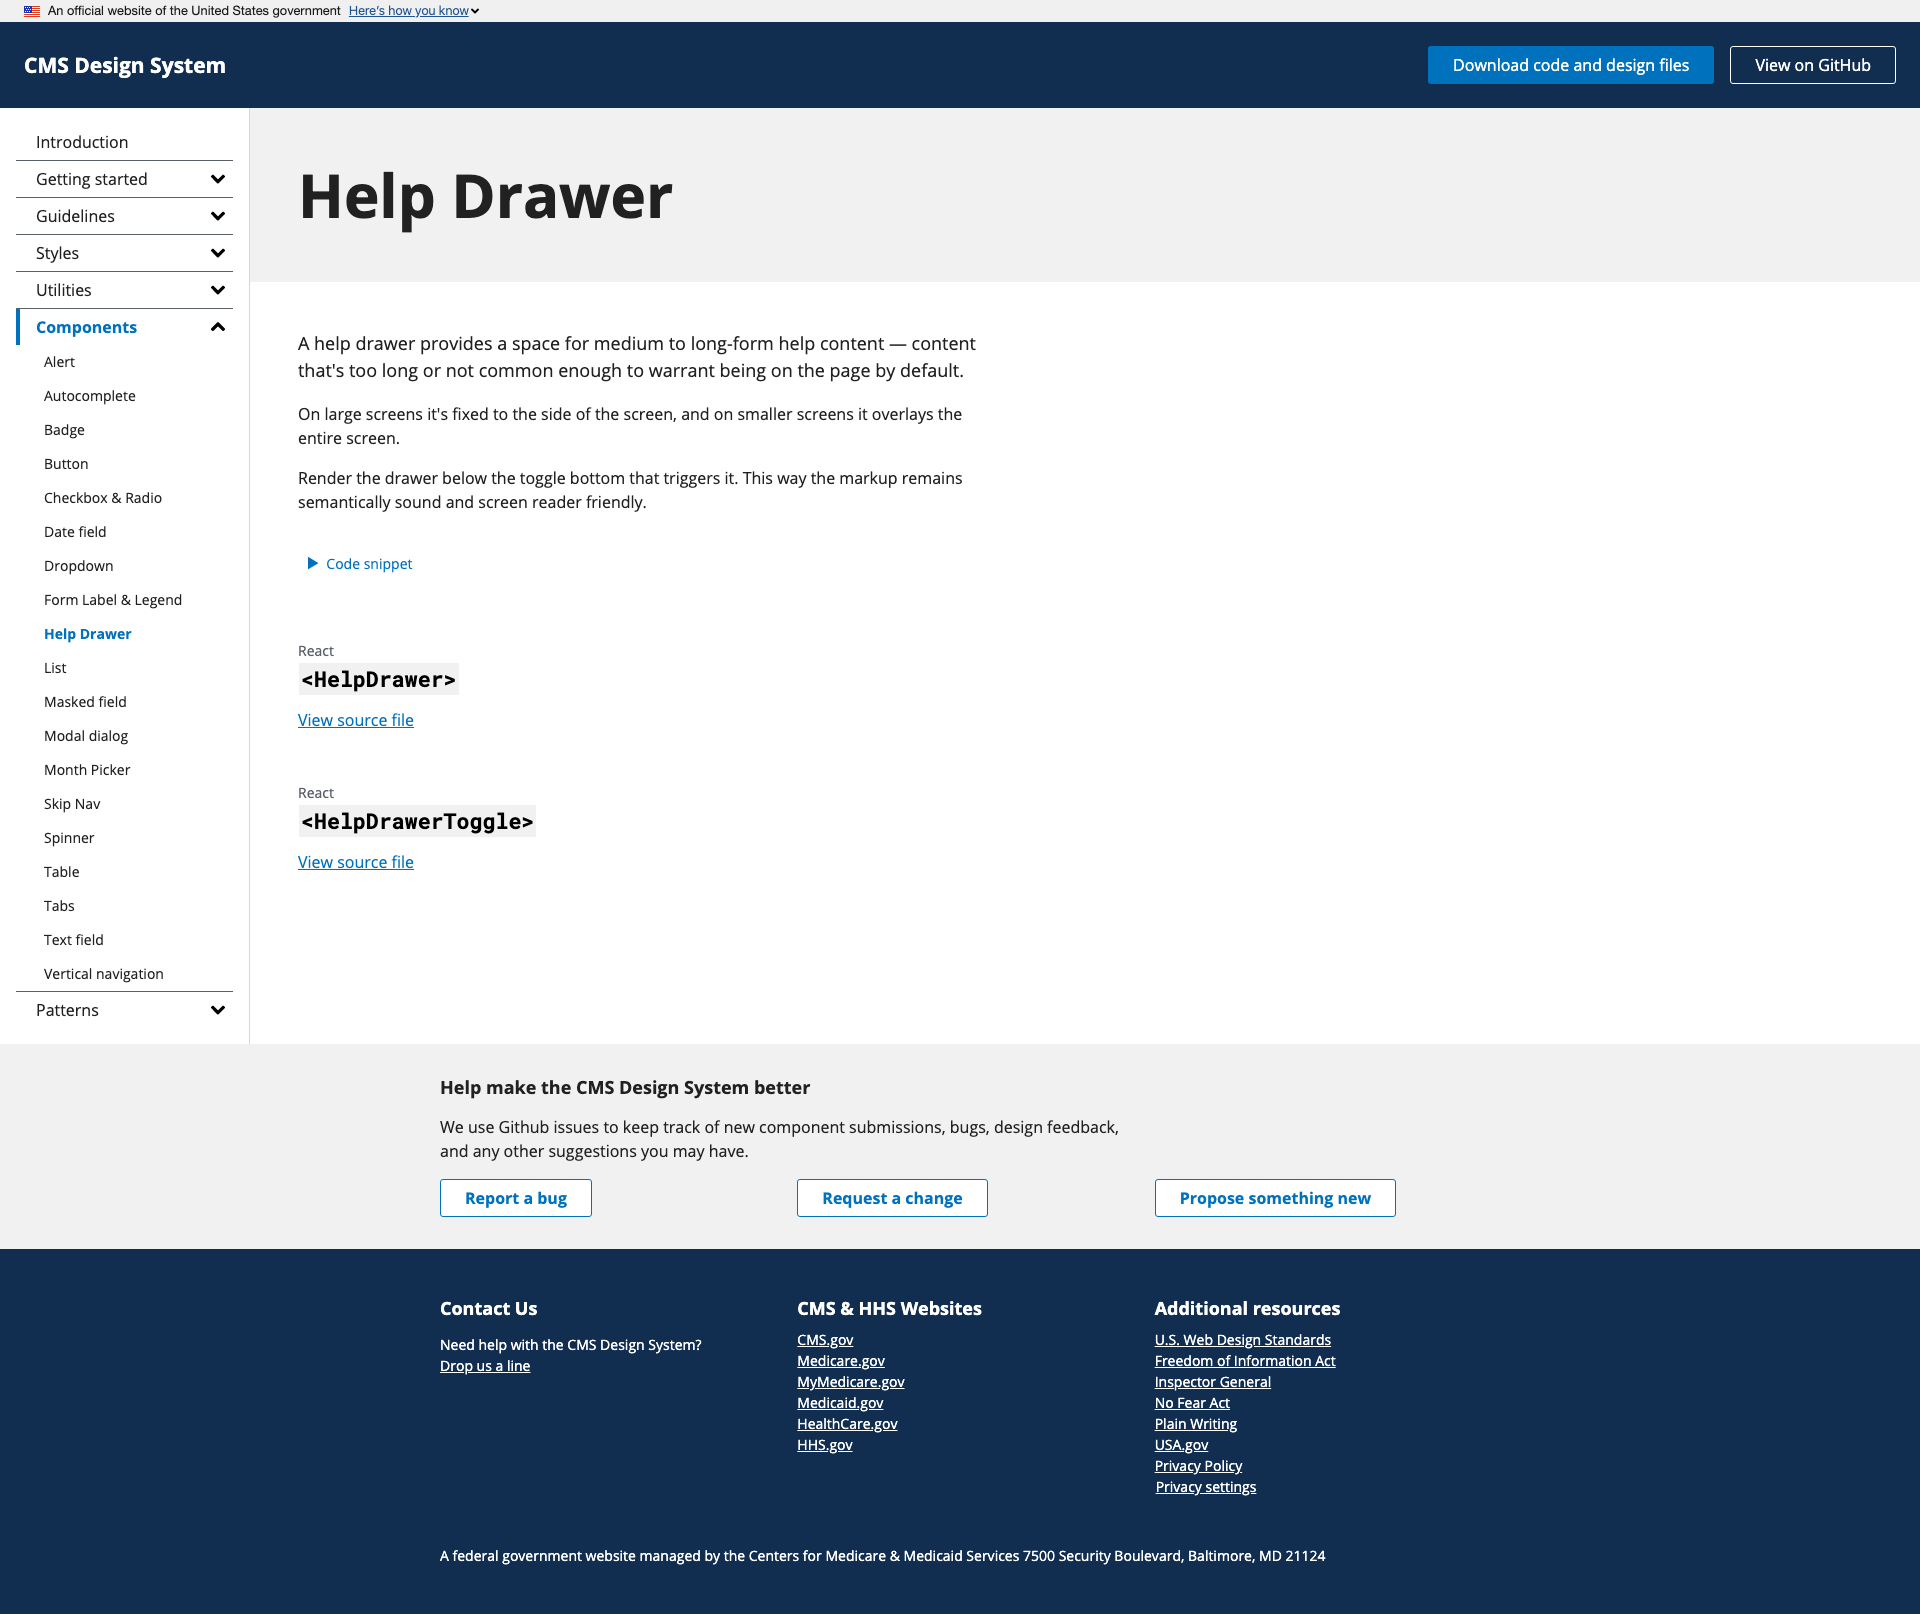 An official website of the United States government Here's how you know
CMS Design System
Download code and design files
View on GitHub
Introduction
Getting started
Guidelines
Styles
Utilities
Components
Alert
Autocomplete
Badge
Button
Checkbox & Radio
Date field
Dropdown
Form Label & Legend
Help Drawer
List
Masked field
Modal dialog
Month Picker
Skip Nav
Spinner
Table
Tabs
Text field
Vertical navigation
Patterns
Help Drawer
A help drawer provides a space for medium to long-form help content — content
that's too long or not common enough to warrant being on the page by default.
On large screens it's fixed to the side of the screen, and on smaller screens it overlays the
entire screen.
Render the drawer below the toggle bottom that triggers it. This way the markup remains
semantically sound and screen reader friendly.
Code snippet
React
<HelpDrawer>
View source file
React
<HelpDrawerToggle>
View source file
Help make the CMS Design System better
We use Github issues to keep track of new component submissions, bugs, design feedback,
and any other suggestions you may have.
Report a bug
Request a change
Propose something new
Contact Us
Need help with the CMS Design System?
Drop us a line
CMS & HHS Websites
CMS.gov
Medicare.gov
MyMedicare.gov
Medicaid.gov
HealthCare.gov
HHS.gov
Additional resources
U.S. Web Design Standards
Freedom of Information Act
Inspector General
No Fear Act
Plain Writing
USA.gov
Privacy Policy
Privacy settings
A federal government website managed by the Centers for Medicare & Medicaid Services 7500 Security Boulevard, Baltimore, MD 21124